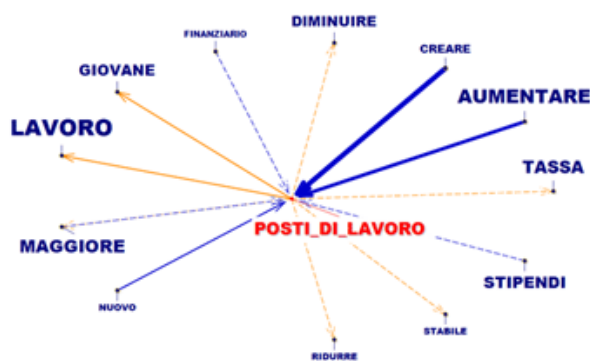 DIMINUIRE
FINANZIARIO
CREARE
GIOVANE
AUMENTARE
LAVORO
TASSA
POSTI_DI_LAVORO
MAGGIORE
STIPENDI
NUOVO
STABILE
RIDURRE